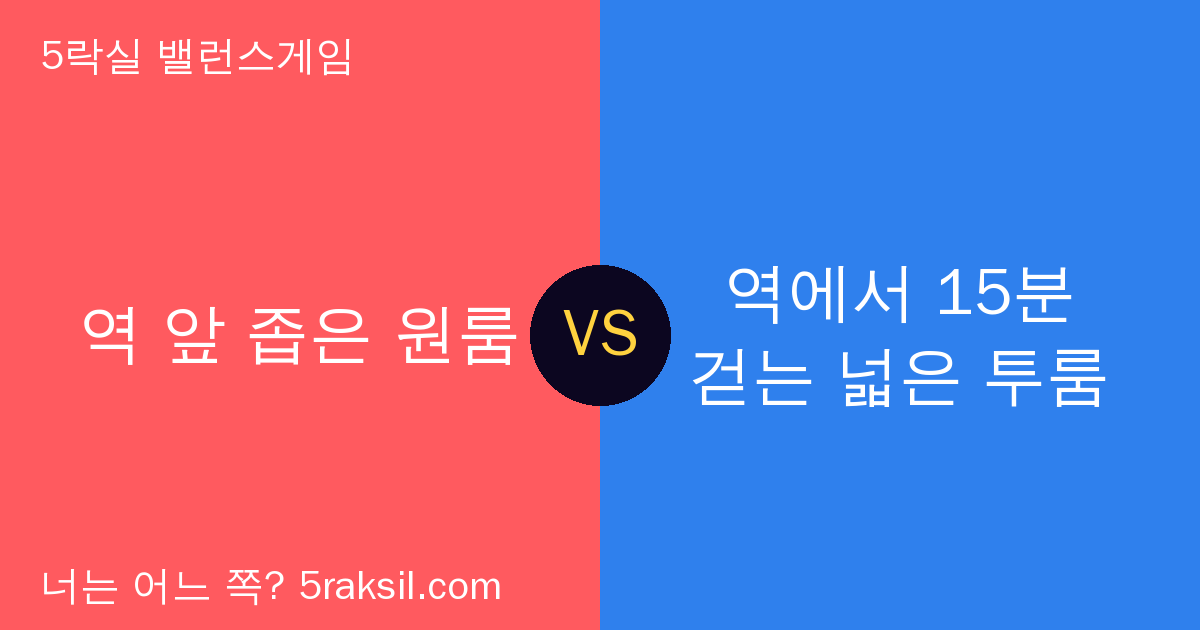 5락실 밸런스게임
역 앞 좁은 원룸
VS
역에서 15분
걷는 넓은 투룸
너는 어느 쪽? 5raksil.com